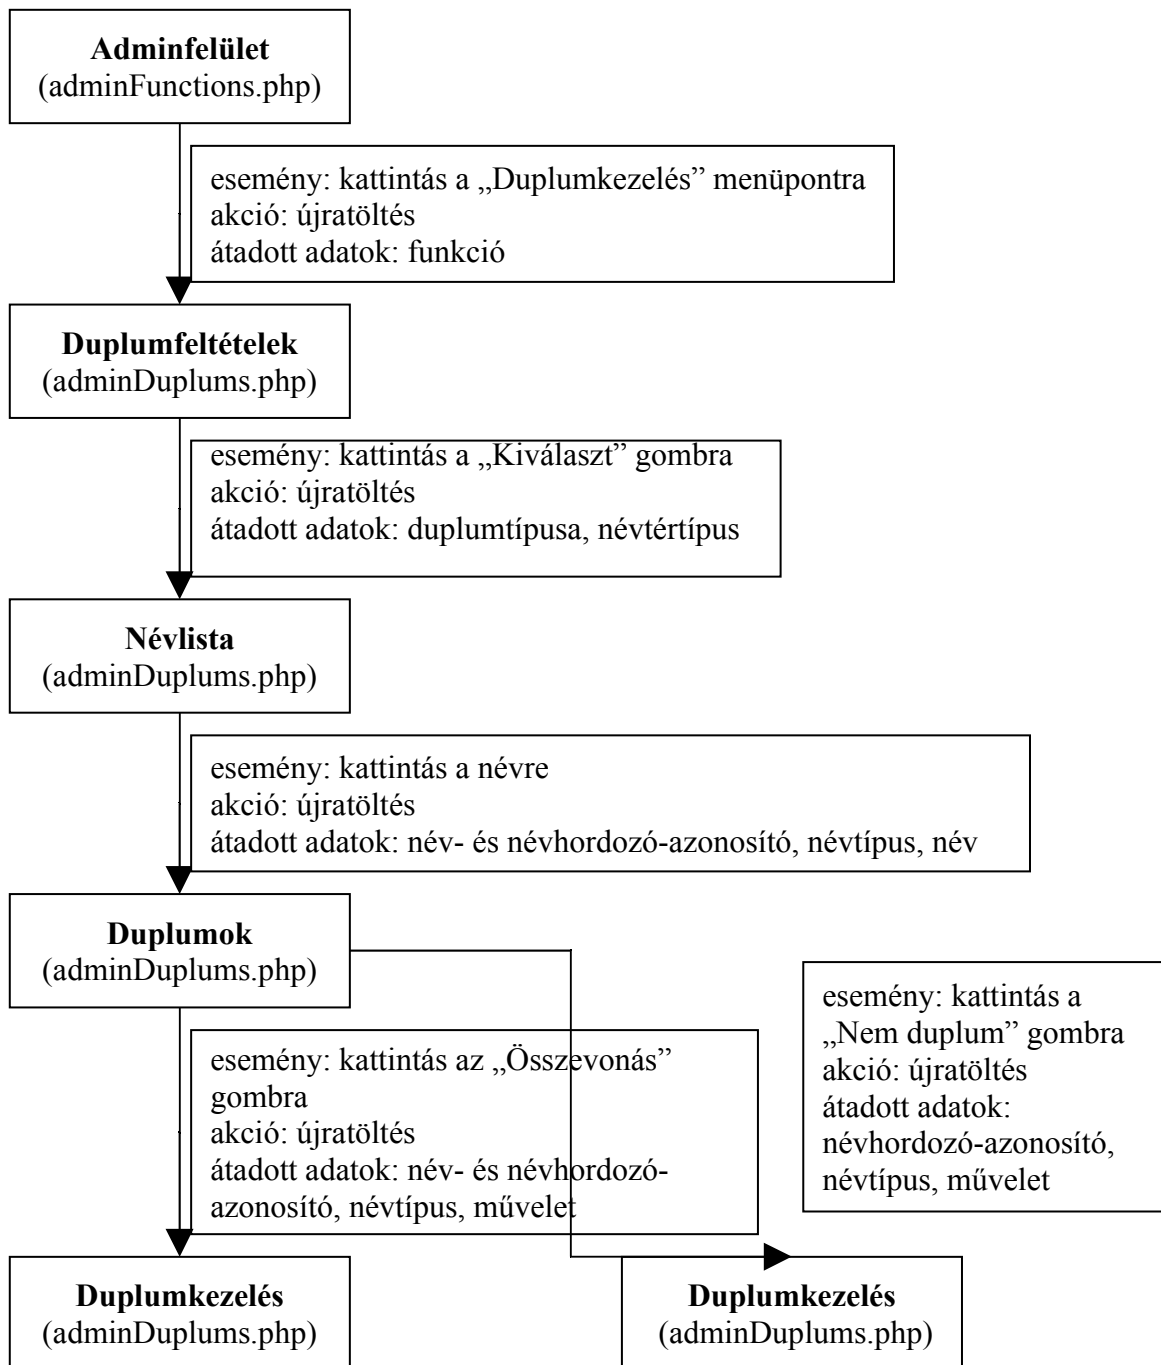 Adminfelület
(adminFunctions.php)
esemény: kattintás a „Duplumkezelés” menüpontra
akció: újratöltés
átadott adatok: funkció
Duplumfeltételek
(adminDuplums.php)
esemény: kattintás a „Kiválaszt” gombra
akció: újratöltés
átadott adatok: duplumtípusa, névtértípus
Névlista
(adminDuplums.php)
esemény: kattintás a névre
akció: újratöltés
átadott adatok: név- és névhordozó-azonosító, névtípus, név
Duplumok
(adminDuplums.php)
esemény: kattintás az „Összevonás”
gombra
akció: újratöltés
átadott adatok: név- és névhordozó-
azonosító, névtípus, művelet
esemény: kattintás a
„Nem duplum” gombra
akció: újratöltés
átadott adatok:
névhordozó-azonosító,
névtípus, művelet
Duplumkezelés
(adminDuplums.php)
Duplumkezelés
(adminDuplums.php)